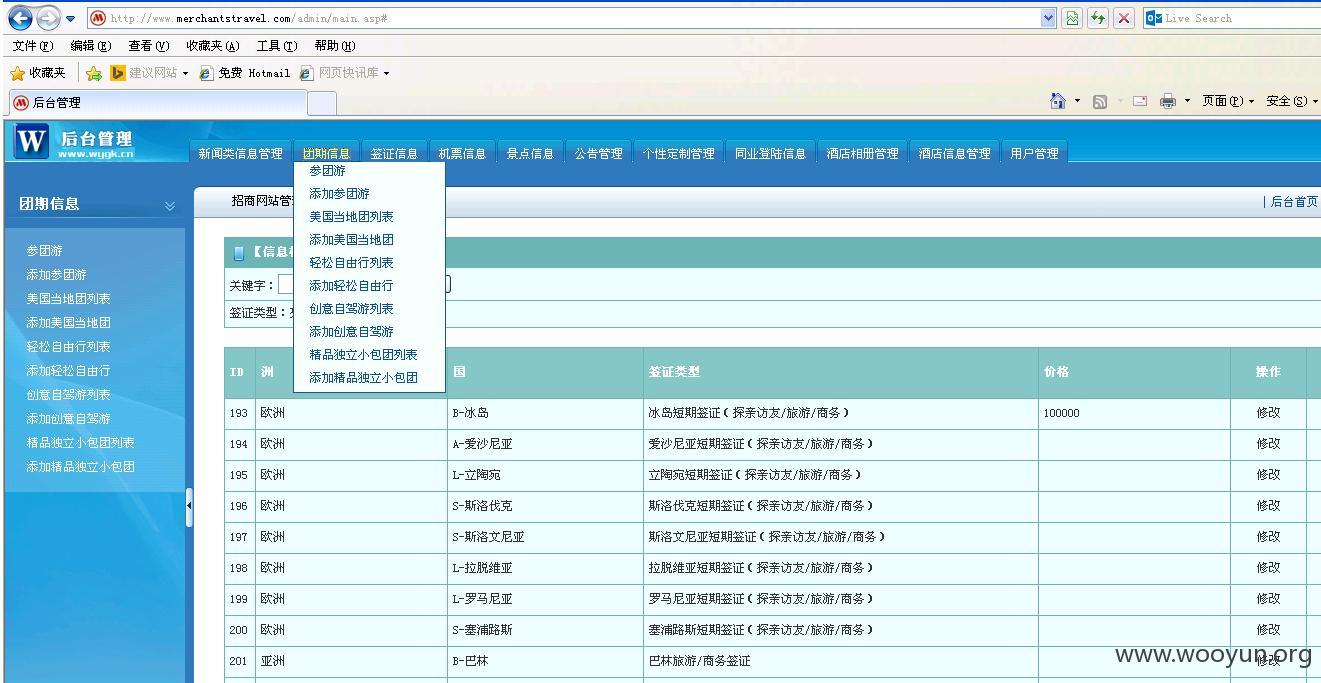 http://www.merchantstravel.com/admin/main.asp#
Live Search
文件(F) 编辑(E) 查看(V) 收藏夹(A) 工具(T) 帮助(H)
收藏夹 建议网站 免费 Hotmail 网页快讯库
后台管理 页面(P) 安全(S)
W 后台管理
www.wygk.cn
新闻类信息管理 团期信息 签证信息 机票信息 景点信息 公告管理 个性定制管理 同业登陆信息 酒店相册管理 酒店信息管理 用户管理
团期信息
参团游
添加参团游
美国当地团列表
添加美国当地团
轻松自由行列表
添加轻松自由行
创意自驾游列表
添加创意自驾游
精品独立小包团列表
添加精品独立小包团
参团游
添加参团游
美国当地团列表
添加美国当地团
轻松自由行列表
添加轻松自由行
创意自驾游列表
添加创意自驾游
精品独立小包团列表
添加精品独立小包团
招商网站管 |后台首页
【信息
关键字：
签证类型：
ID 洲 国 签证类型 价格 操作
193 欧洲 B-冰岛 冰岛短期签证(探亲访友/旅游/商务) 100000 修改
194 欧洲 A-爱沙尼亚 爱沙尼亚短期签证(探亲访友/旅游/商务) 修改
195 欧洲 L-立陶宛 立陶宛短期签证(探亲访友/旅游/商务) 修改
196 欧洲 S-斯洛伐克 斯洛伐克短期签证(探亲访友/旅游/商务) 修改
197 欧洲 S-斯洛文尼亚 斯洛文尼亚短期签证(探亲访友/旅游/商务) 修改
198 欧洲 L-拉脱维亚 拉脱维亚短期签证(探亲访友/旅游/商务) 修改
199 欧洲 L-罗马尼亚 罗马尼亚短期签证(探亲访友/旅游/商务) 修改
200 欧洲 S-塞浦路斯 塞浦路斯短期签证(探亲访友/旅游/商务) 修改
201 亚洲 B-巴林 巴林旅游/商务签证 修改
www.wooyun.org